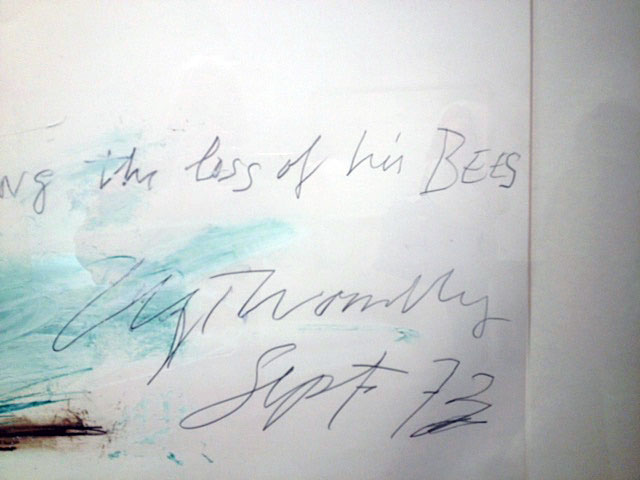 ng the loss of his BEES
Cy Twombly
Sept 73